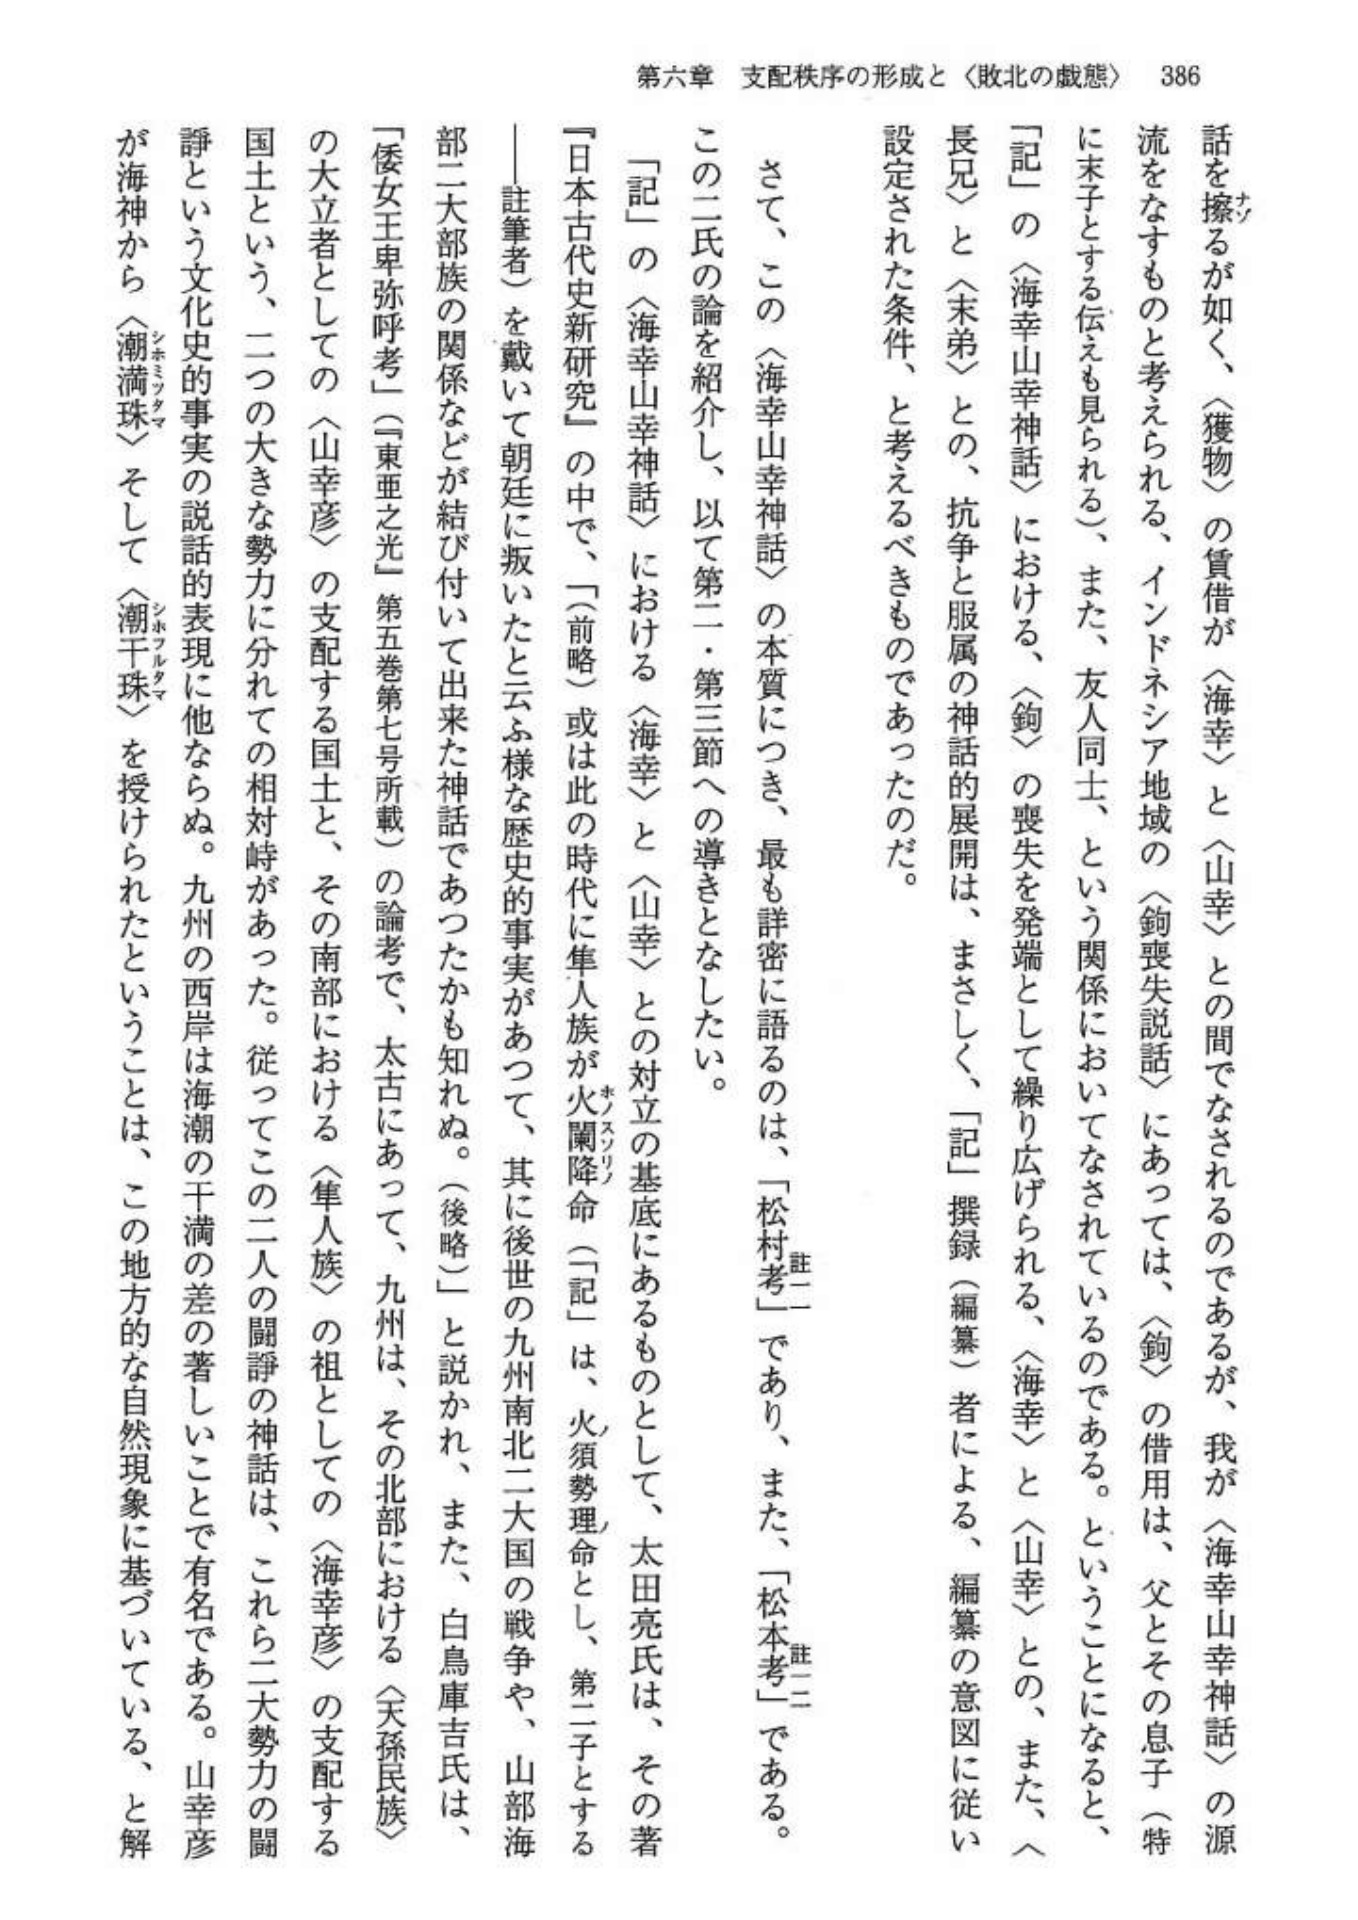 第六章　支配秩序の形成と〈敗北の戯態〉　386
話を擦るが如く、〈獲物〉の賃借が〈海幸〉と〈山幸〉との間でなされるのであるが、我が〈海幸山幸神話〉の源
ナゾ
流をなすものと考えられる、インドネシア地域の〈鉤喪失説話〉にあっては、〈鉤〉の借用は、父とその息子（特
に末子とする伝えも見られる）、また、友人同士、という関係においてなされているのである。ということになると、
「記」の〈海幸山幸神話〉における、〈鉤〉の喪失を発端として繰り広げられる、〈海幸〉と〈山幸〉との、また、〈
長兄〉と〈末弟〉との、抗争と服属の神話的展開は、まさしく、「記」撰録（編纂）者による、編纂の意図に従い
設定された条件、と考えるべきものであったのだ。
さて、この〈海幸山幸神話〉の本質につき、最も詳密に語るのは、「松村考」であり、また、「松本考」である。
註一一
註一二
この二氏の論を紹介し、以て第二・第三節への導きとなしたい。
「記」の〈海幸山幸神話〉における〈海幸〉と〈山幸〉との対立の基底にあるものとして、太田亮氏は、その著
『日本古代史新研究』の中で、「（前略）或は此の時代に隼人族が火闌降命（「記」は、火須勢理命とし、第二子とする
ホノスソリノ
ノ
ノ
――註筆者）を戴いて朝廷に叛いたと云ふ様な歴史的事実があつて、其に後世の九州南北二大国の戦争や、山部海
部二大部族の関係などが結び付いて出来た神話であつたかも知れぬ。（後略）」と説かれ、また、白鳥庫吉氏は、
「倭女王卑弥呼考」（『東亜之光』第五巻第七号所載）の論考で、太古にあって、九州は、その北部における〈天孫民族〉
の大立者としての〈山幸彦〉の支配する国土と、その南部における〈隼人族〉の祖としての〈海幸彦〉の支配する
国土という、二つの大きな勢力に分れての相対峙があった。従ってこの二人の闘諍の神話は、これら二大勢力の闘
諍という文化史的事実の説話的表現に他ならぬ。九州の西岸は海潮の干満の差の著しいことで有名である。山幸彦
が海神から〈潮満珠〉そして〈潮干珠〉を授けられたということは、この地方的な自然現象に基づいている、と解
シホミツタマ
シホフルタマ